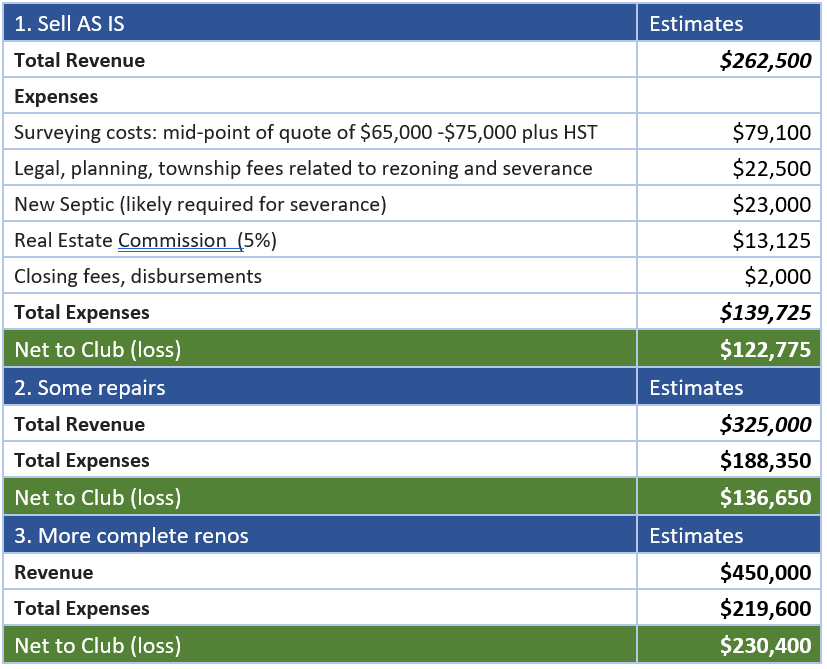 1. Sell AS IS Estimates
Total Revenue $262,500
Expenses
Surveying costs: mid-point of quote of $65,000 -$75,000 plus HST $79,100
Legal, planning, township fees related to rezoning and severance $22,500
New Septic (likely required for severance) $23,000
Real Estate Commission  (5%) $13,125
Closing fees, disbursements $2,000
Total Expenses $139,725
Net to Club (loss) $122,775
2. Some repairs Estimates
Total Revenue $325,000
Total Expenses $188,350
Net to Club (loss) $136,650
3. More complete renos Estimates
Revenue $450,000
Total Expenses $219,600
Net to Club (loss) $230,400